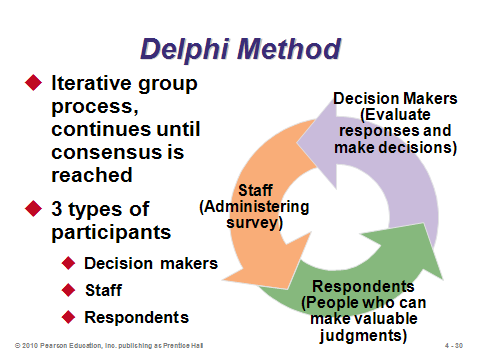 Delphi Method
Iterative group
process,
continues until
consensus is
reached
3 types of
participants
Decision makers
Staff
Respondents
Decision Makers
(Evaluate
responses and
make decisions)
Staff
(Administering
survey)
Respondents
(People who can
make valuable
judgments)
© 2010 Pearson Education, Inc. publishing as Prentice Hall
4 - 30